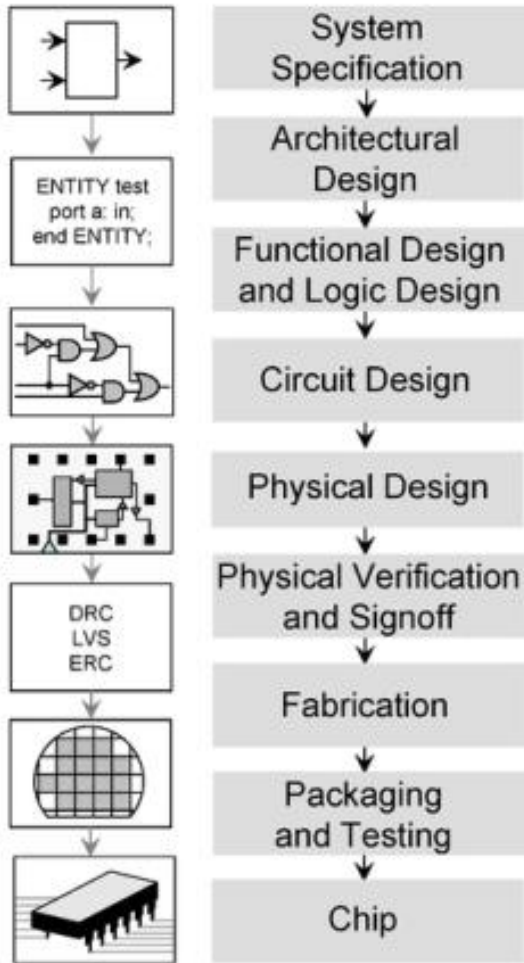 System
Specification
Architectural
Design
ENTITY test
port a: in;
end ENTITY;
Functional Design
and Logic Design
Circuit Design
Physical Design
Physical Verification
and Signoff
DRC
LVS
ERC
Fabrication
Packaging
and Testing
Chip